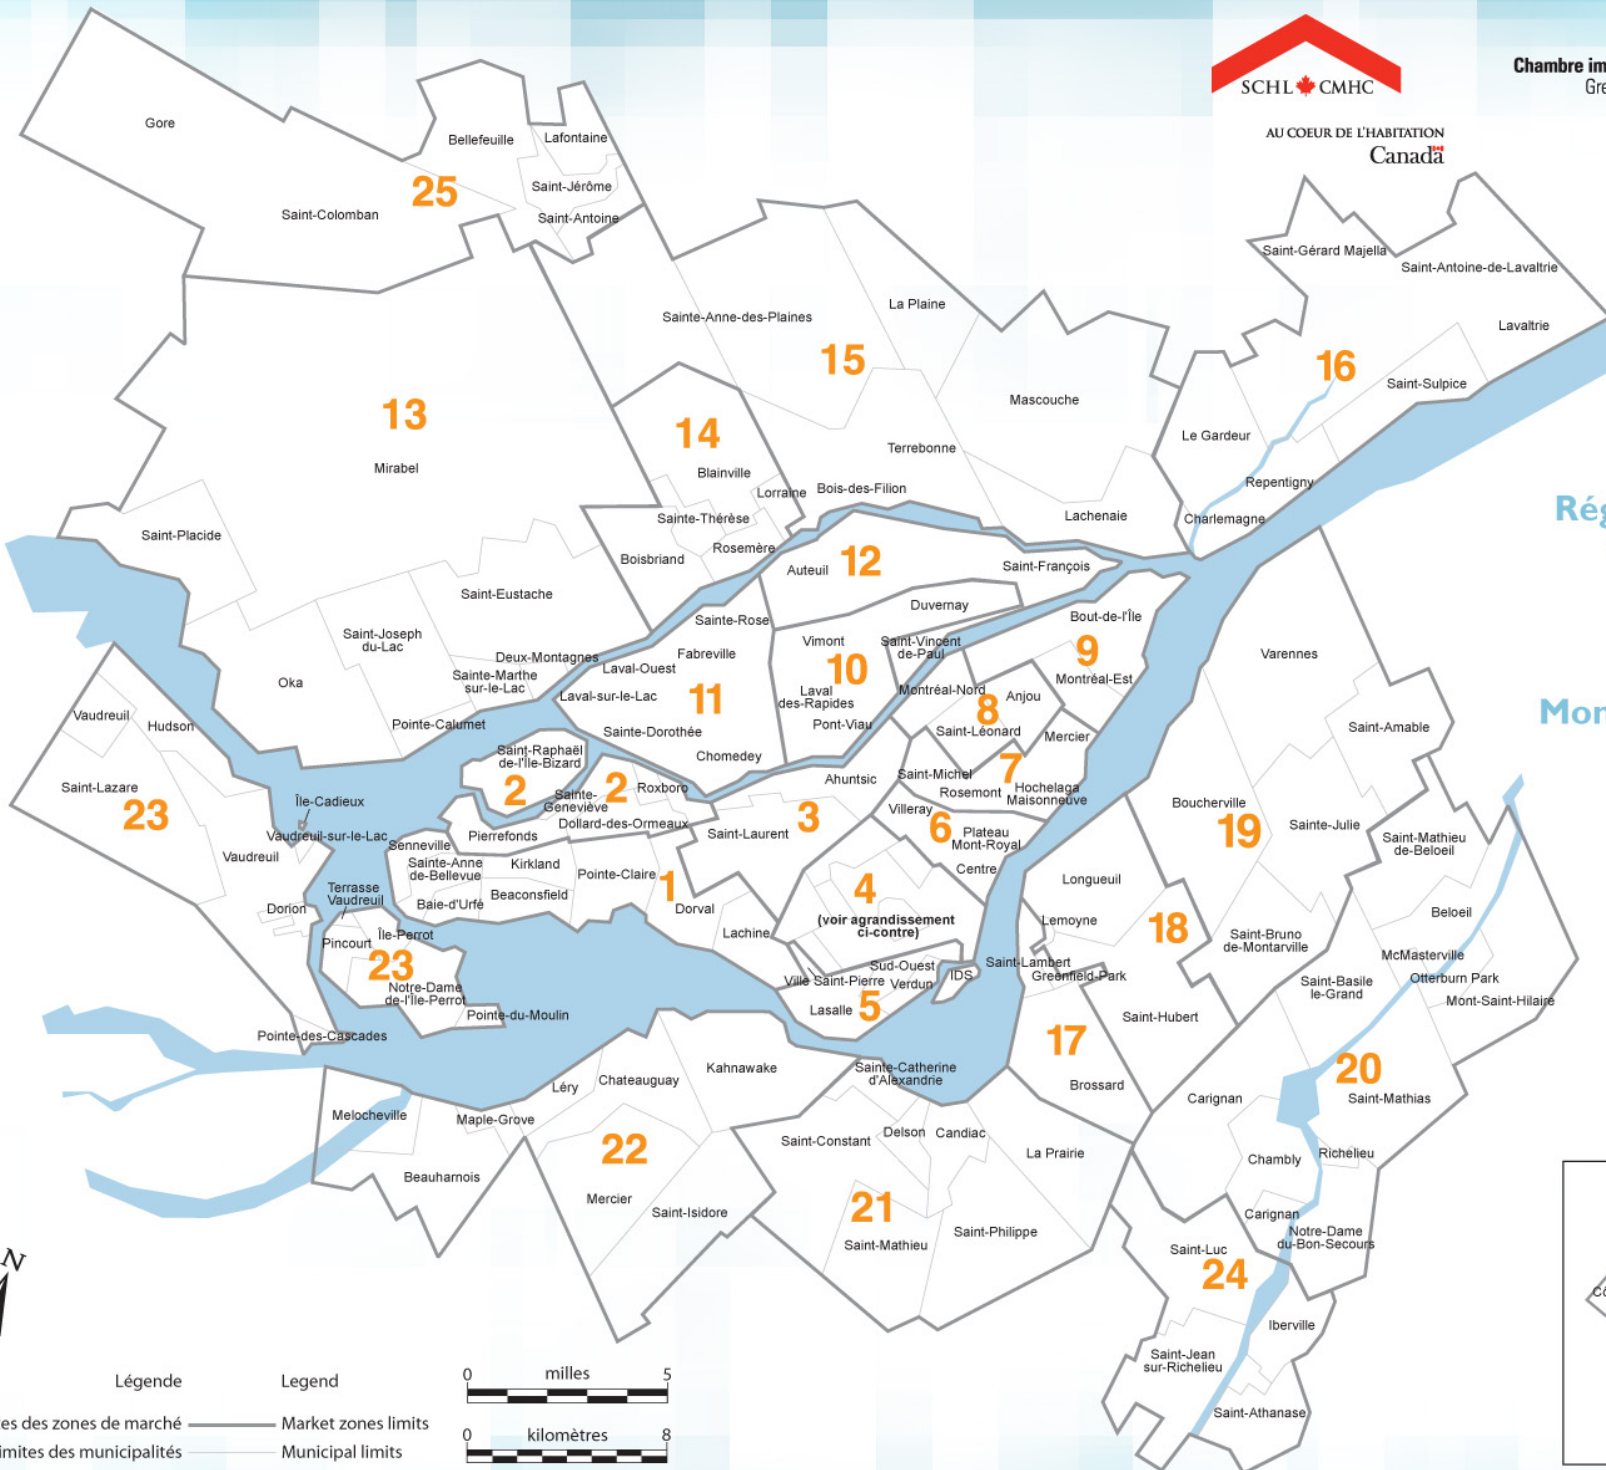 SCHL CMHC
AU COEUR DE L'HABITATION
Canada
Chambre im
Gre
Gore
Bellefeuille
Lafontaine
Saint-Jérôme
25
Saint-Colomban
Saint-Antoine
Saint-Gérard Majella
Saint-Antoine-de-Lavaltrie
Sainte-Anne-des-Plaines
La Plaine
Lavaltrie
15
16
Saint-Sulpice
13
Mascouche
14
Le Gardeur
Mirabel
Terrebonne
Blainville
Lorraine
Bois-des-Filion
Repentigny
Sainte-Thérèse
Lachenaie
Charlemagne
Rég
Saint-Placide
Boisbriand
Rosemère
Auteuil
12
Saint-François
Saint-Eustache
Duvernay
Sainte-Rose
Bout-de-l'Île
Saint-Joseph
du-Lac
Vimont
Saint-Vincent
de-Paul
9
Varennes
Deux-Montagnes
Fabreville
Laval-Ouest
10
Sainte-Marthe
sur-le-Lac
Oka
Montréal-Est
Laval-sur-le-Lac
11
Laval
des-Rapides
Montréal-Nord
Anjou
8
Mon
Vaudreuil
Hudson
Pointe-Calumet
Sainte-Dorothée
Pont-Viau
Saint-Léonard
Mercier
Saint-Amable
Saint-Raphaël
de-l'Île-Bizard
Chomedey
7
Saint-Lazare
23
2
2
Roxboro
Ahuntsic
Saint-Michel
Rosemont
Hochelaga
Maisonneuve
Île-Cadieux
Sainte-
Geneviève
Villeray
Boucherville
Dollard-des-Ormeaux
3
6
19
Sainte-Julie
Vaudreuil-sur-le-Lac
Pierrefonds
Saint-Laurent
Plateau
Mont-Royal
Saint-Mathieu
de-Beloeil
Senneville
Vaudreuil
Sainte-Anne
de-Bellevue
Kirkland
Pointe-Claire
Centre
Longueuil
Terrasse
Vaudreuil
Beaconsfield
1
4
Baie-d'Urfé
Dorval
(voir agrandissement
ci-contre)
Dorion
Lemoyne
18
Beloeil
Pincourt
Île-Perrot
Lachine
Saint-Bruno
de-Montarville
McMasterville
23
Sud-Ouest
Saint-Lambert
Ville Saint-Pierre
Verdun
IDS
Greenfield-Park
Otterburn Park
Notre-Dame
de-l'Île-Perrot
Saint-Basile
le-Grand
Mont-Saint-Hilaire
Lasalle
5
Pointe-du-Moulin
Saint-Hubert
Pointe-des-Cascades
17
Kahnawake
Sainte-Catherine
d'Alexandrie
20
Léry
Chateauguay
Brossard
Carignan
Saint-Mathias
Melocheville
Maple-Grove
Saint-Constant
Delson
Candiac
22
La Prairie
Chambly
Richelieu
Beauharnois
Mercier
21
Saint-Isidore
Carignan
Saint-Philippe
Notre-Dame
du-Bon-Secours
Saint-Mathieu
Saint-Luc
24
N
Iberville
Saint-Jean
sur-Richelieu
Saint-Athanase
Légende
Legend
0 milles 5
es des zones de marché
Market zones limits
imites des municipalités
Municipal limits
0 kilomètres 8